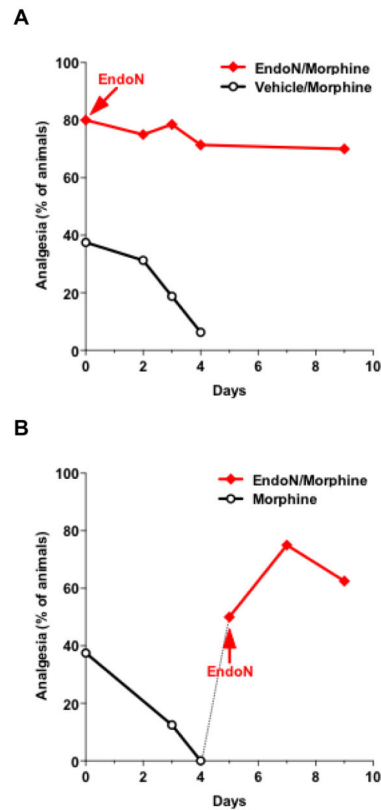 A
EndoN
EndoN/Morphine
Vehicle/Morphine
Analgesia (% of animals)
100
80
60
40
20
0
0 2 4 6 8 10
Days
B
EndoN/Morphine
Morphine
Analgesia (% of animals)
100
80
60
40
20
0
EndoN
0 2 4 6 8 10
Days